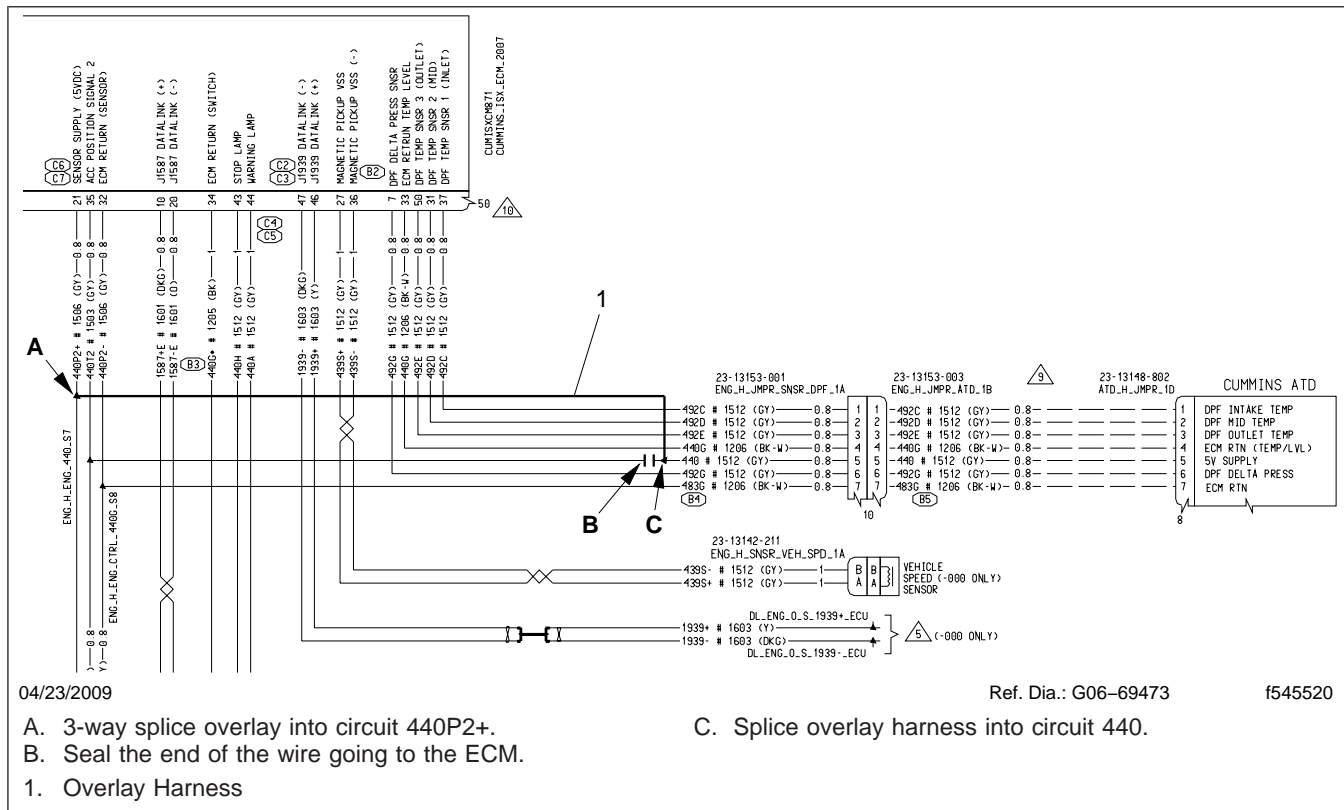 SENSOR SUPPLY (5VDC)
ACC POSITION SIGNAL 2
ECM RETURN (SENSOR)
J1587 DATALINK (+)
J1587 DATALINK (-)
ECM RETURN (SWITCH)
STOP LAMP
WARNING LAMP
J1939 DATALINK (-)
J1939 DATALINK (+)
MAGNETIC PICKUP VSS
MAGNETIC PICKUP VSS (-)
DPF DELTA PRESS SNSR
ECM RETRUN TEMP LEVEL
DPF TEMP SNSR 3 (OUTLET)
DPF TEMP SNSR 2 (MID)
DPF TEMP SNSR 1 (INLET)
CUMISXCM871
CUMMINS_ISX_ECM_2007
C6
C7
C2
C3
B2
21 35 32 10 20 34 43 44 47 46 27 36 7 33 50 31 37
50
10
C4
C5
440P2+ # 1506 (GY) 0.8
440T2 # 1503 (GY) 0.8
440P2- # 1506 (GY) 0.8
1587+E # 1601 (DKG) 0.8
1587-E # 1601 (O) 0.8
B3
440G* # 1205 (BK) 1
440H # 1512 (GY) 1
440A # 1512 (GY) 1
1939- # 1603 (DKG)
1939+ # 1603 (Y)
439S+ # 1512 (GY) 1
439S- # 1512 (GY) 1
492G # 1512 (GY) 0.8
440G # 1206 (BK-W) 0.8
492E # 1512 (GY) 0.8
492D # 1512 (GY) 0.8
492C # 1512 (GY) 0.8
1
A
23-13153-001
ENG_H_JMPR_SNSR_DPF_1A
23-13153-003
ENG_H_JMPR_ATD_1B
9
23-13148-802
ATD_H_JMPR_1D
CUMMINS ATD
492C # 1512 (GY) 0.8 1 1 492C # 1512 (GY) 0.8 1 DPF INTAKE TEMP
492D # 1512 (GY) 0.8 2 2 492D # 1512 (GY) 0.8 2 DPF MID TEMP
492E # 1512 (GY) 0.8 3 3 492E # 1512 (GY) 0.8 3 DPF OUTLET TEMP
440G # 1206 (BK-W) 0.8 4 4 440G # 1206 (BK-W) 0.8 4 ECM RTN (TEMP/LVL)
440 # 1512 (GY) 0.8 5 5 440 # 1512 (GY) 0.8 5 5V SUPPLY
492G # 1512 (GY) 0.8 6 6 492G # 1512 (GY) 0.8 6 DPF DELTA PRESS
483G # 1206 (BK-W) 0.8 7 7 483G # 1206 (BK-W) 0.8 7 ECM RTN
B4
B5
10
8
B
C
ENG_H_ENG_440_S7
ENG_H_ENG_CTRL_440G_S8
23-13142-211
ENG_H_SNSR_VEH_SPD_1A
439S- # 1512 (GY) 1 B B
439S+ # 1512 (GY) 1 A A
VEHICLE
SPEED (-000 ONLY)
SENSOR
DL_ENG_O_S_1939+_ECU
1939+ # 1603 (Y)
1939- # 1603 (DKG)
DL_ENG_O_S_1939-_ECU
5 (-000 ONLY)
) 0.8
Y) 0.8
04/23/2009
Ref. Dia.: G06–69473
f545520
A. 3-way splice overlay into circuit 440P2+.
B. Seal the end of the wire going to the ECM.
C. Splice overlay harness into circuit 440.
1. Overlay Harness